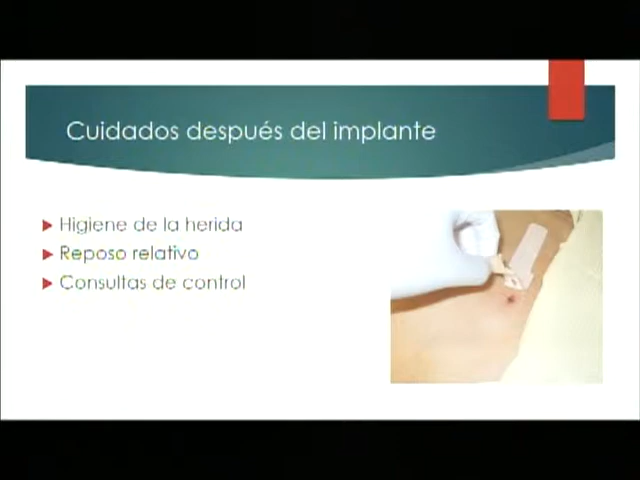 Cuidados después del implante
Higiene de la herida
Reposo relativo
Consultas de control